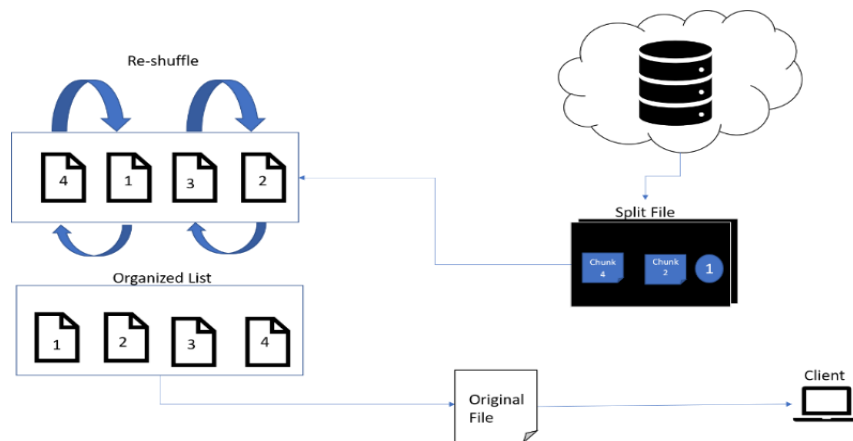 Re-shuffle
4 1 3 2
Split File
Chunk
4
Chunk
2
1
Organized List
1 2 3 4
Original
File
Client